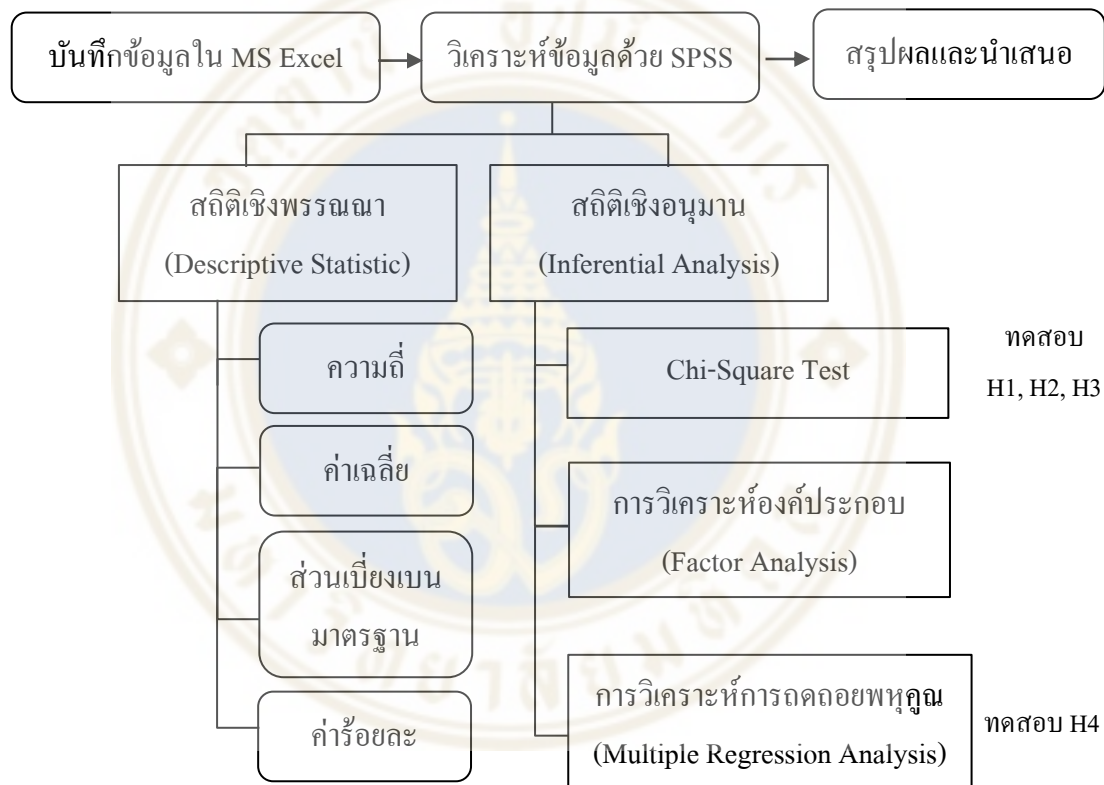 บันทึกข้อมูลใน MS Excel
วิเคราะห์ข้อมูลด้วย SPSS
สรุปผลและนำเสนอ
สถิติเชิงพรรณณา
(Descriptive Statistic)
สถิติเชิงอนุมาน
(Inferential Analysis)
ความถี่
ค่าเฉลี่ย
ส่วนเบี่ยงเบน
มาตรฐาน
ค่าร้อยละ
Chi-Square Test
ทดสอบ
H1, H2, H3
การวิเคราะห์องค์ประกอบ
(Factor Analysis)
การวิเคราะห์การถดถอยพหุคูณ
(Multiple Regression Analysis)
ทดสอบ H4